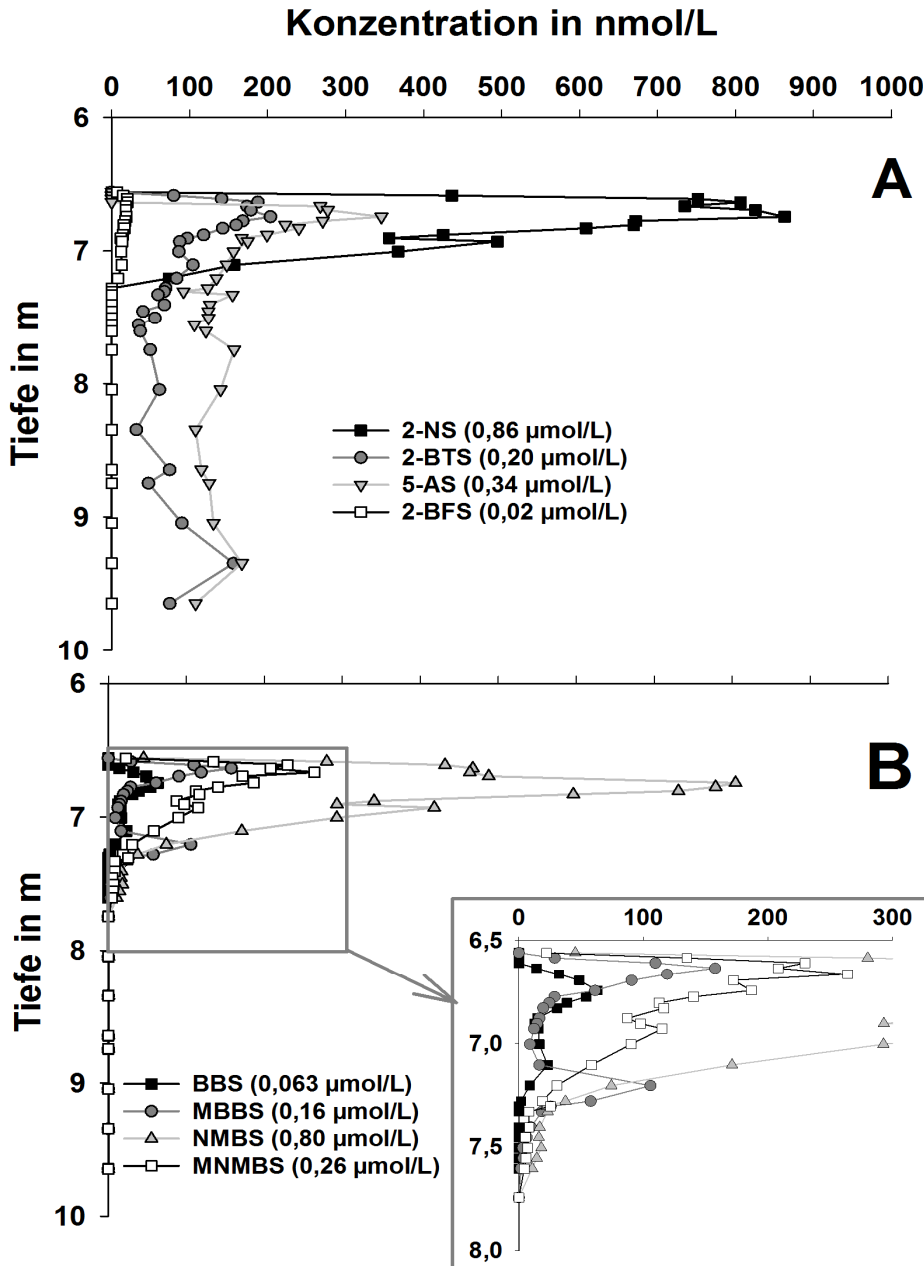 Konzentration in nmol/L
0 100 200 300 400 500 600 700 800 900 1000
6
7
8
9
10
Tiefe in m
A
2-NS (0,86 µmol/L)
2-BTS (0,20 µmol/L)
5-AS (0,34 µmol/L)
2-BFS (0,02 µmol/L)
6
7
8
9
10
Tiefe in m
B
BBS (0,063 µmol/L)
MBBS (0,16 µmol/L)
NMBS (0,80 µmol/L)
MNMBS (0,26 µmol/L)
0 100 200 300
6,5
7,0
7,5
8,0